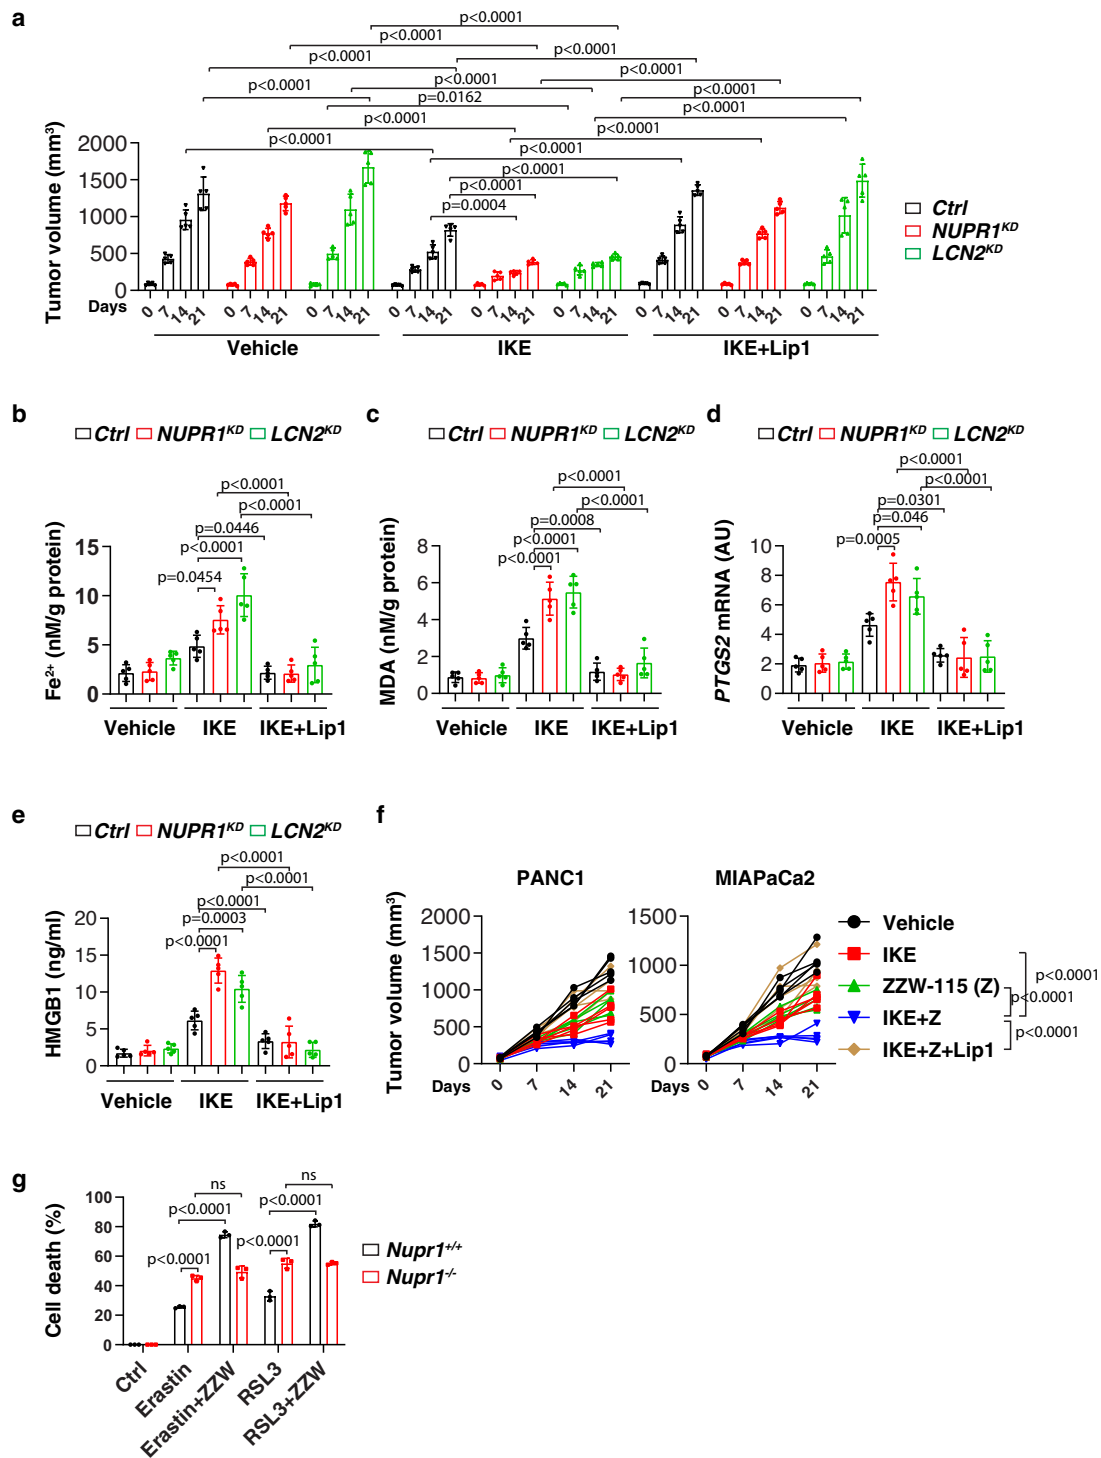 a
p<0.0001
p<0.0001
p<0.0001
p<0.0001
p<0.0001
p<0.0001
p<0.0001
p<0.0001
p<0.0001
p=0.0162
p<0.0001
p<0.0001
p<0.0001
p<0.0001
p<0.0001
p<0.0001
p<0.0001
p=0.0004
Tumor volume (mm³)
2000
1500
1000
500
0
Ctrl
NUPR1ᴷᴰ
LCN2ᴷᴰ
Days
0 7 14 21 0 7 14 21 0 7 14 21 0 7 14 21 0 7 14 21 0 7 14 21 0 7 14 21 0 7 14 21 0 7 14 21
Vehicle IKE IKE+Lip1
b
Ctrl NUPR1ᴷᴰ LCN2ᴷᴰ
p<0.0001
p<0.0001
p=0.0446
p<0.0001
p=0.0454
Fe²⁺ (nM/g protein)
15
10
5
0
Vehicle IKE IKE+Lip1
c
Ctrl NUPR1ᴷᴰ LCN2ᴷᴰ
p<0.0001
p<0.0001
p=0.0008
p<0.0001
p<0.0001
MDA (nM/g protein)
8
6
4
2
0
Vehicle IKE IKE+Lip1
d
Ctrl NUPR1ᴷᴰ LCN2ᴷᴰ
p<0.0001
p<0.0001
p=0.0301
p=0.046
p=0.0005
PTGS2 mRNA (AU)
10
8
6
4
2
0
Vehicle IKE IKE+Lip1
e
Ctrl NUPR1ᴷᴰ LCN2ᴷᴰ
p<0.0001
p<0.0001
p<0.0001
p=0.0003
p<0.0001
HMGB1 (ng/ml)
20
15
10
5
0
Vehicle IKE IKE+Lip1
f
PANC1
Tumor volume (mm³)
2000
1500
1000
500
0
Days
0 7 14 21
MIAPaCa2
1500
1000
500
0
Days
0 7 14 21
Vehicle
IKE
ZZW-115 (Z)
IKE+Z
IKE+Z+Lip1
p<0.0001
p<0.0001
p<0.0001
g
ns
ns
p<0.0001
p<0.0001
p<0.0001
p<0.0001
Cell death (%)
100
80
60
40
20
0
Nupr1⁺/⁺
Nupr1⁻/⁻
Ctrl
Erastin
Erastin+ZZW
RSL3
RSL3+ZZW